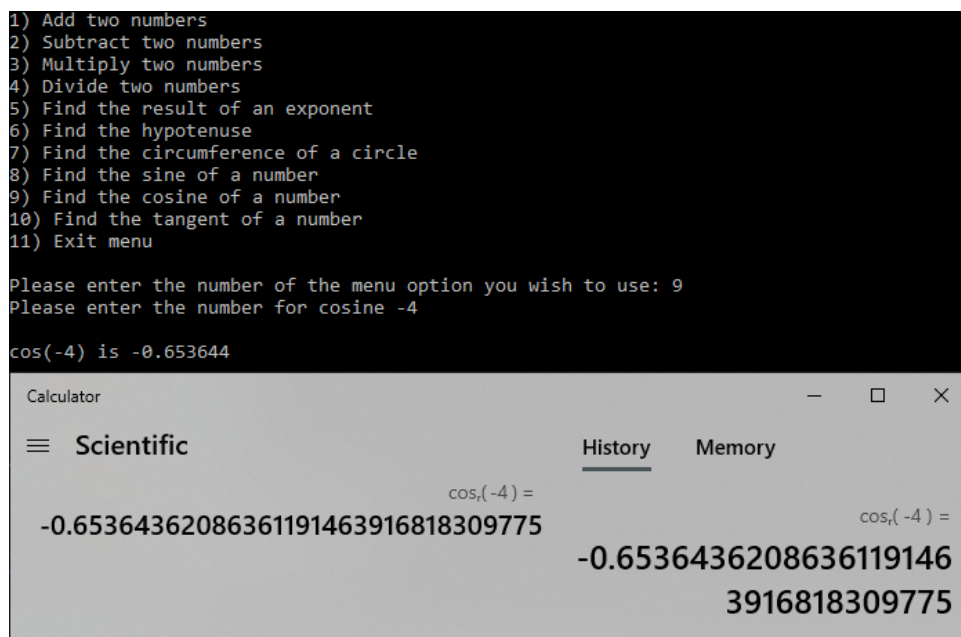 1) Add two numbers
2) Subtract two numbers
3) Multiply two numbers
4) Divide two numbers
5) Find the result of an exponent
6) Find the hypotenuse
7) Find the circumference of a circle
8) Find the sine of a number
9) Find the cosine of a number
10) Find the tangent of a number
11) Exit menu
Please enter the number of the menu option you wish to use: 9
Please enter the number for cosine -4
cos(-4) is -0.653644
Calculator
Scientific
History Memory
cosᵣ( -4 ) =
-0.65364362086361191463916818309775
cosᵣ( -4 ) =
-0.6536436208636119146
3916818309775